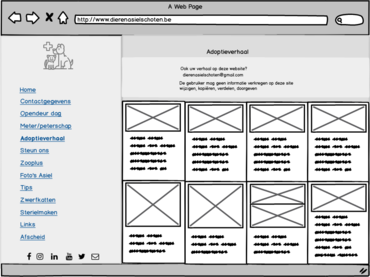 A Web Page
http://www.dierenasielschoten.be
Adoptieverhaal
Ook uw verhaal op deze website?
dierenasielschoten@gmail.com
De gebruiker mag geen informatie vertragen op deze site
wijzigen, kopiëren, verdelen, doorgeven
Home
Contactgegevens
Opendeur dag
Meter/peterschap
Adoptieverhaal
Steun ons
Zooplus
Foto's Asiel
Tips
Zwerfkatten
Sterielmaken
Links
Afscheid